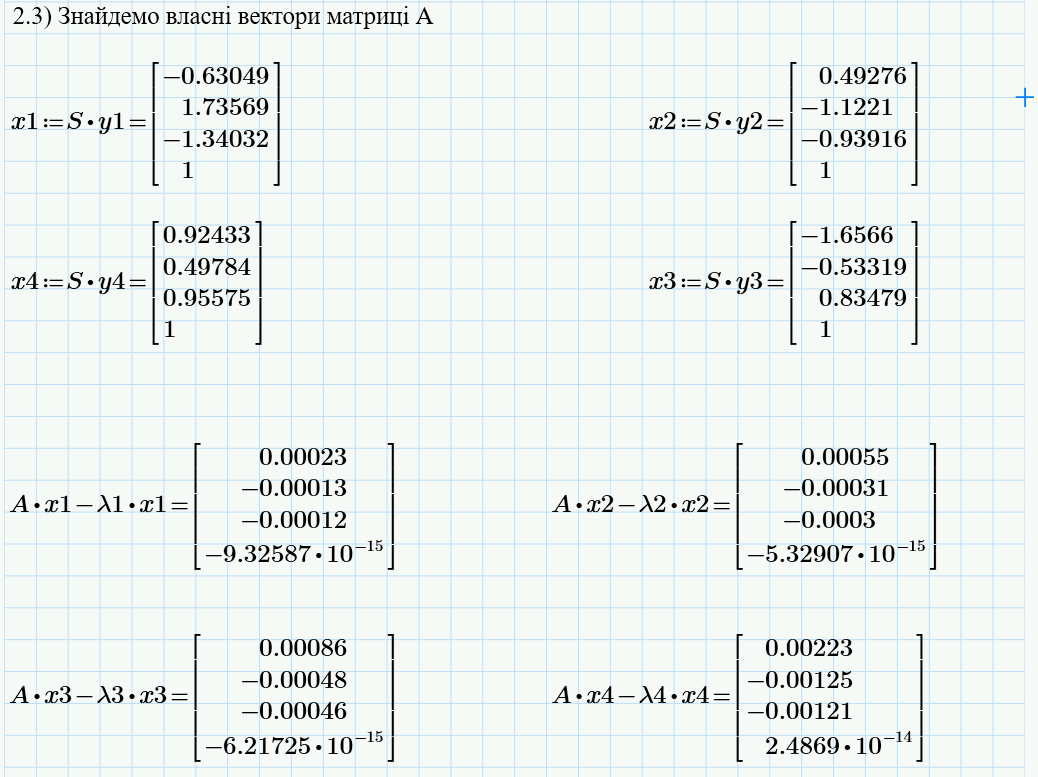 2.3) Знайдемо власні вектори матриці А
x1:=S·y1=[−0.63049
1.73569
−1.34032
1]
x2:=S·y2=[0.49276
−1.1221
−0.93916
1]
x4:=S·y4=[0.92433
0.49784
0.95575
1]
x3:=S·y3=[−1.6566
−0.53319
0.83479
1]
A·x1−λ1·x1=[0.00023
−0.00013
−0.00012
−9.32587·10⁻¹⁵]
A·x2−λ2·x2=[0.00055
−0.00031
−0.0003
−5.32907·10⁻¹⁵]
A·x3−λ3·x3=[0.00086
−0.00048
−0.00046
−6.21725·10⁻¹⁵]
A·x4−λ4·x4=[0.00223
−0.00125
−0.00121
2.4869·10⁻¹⁴]